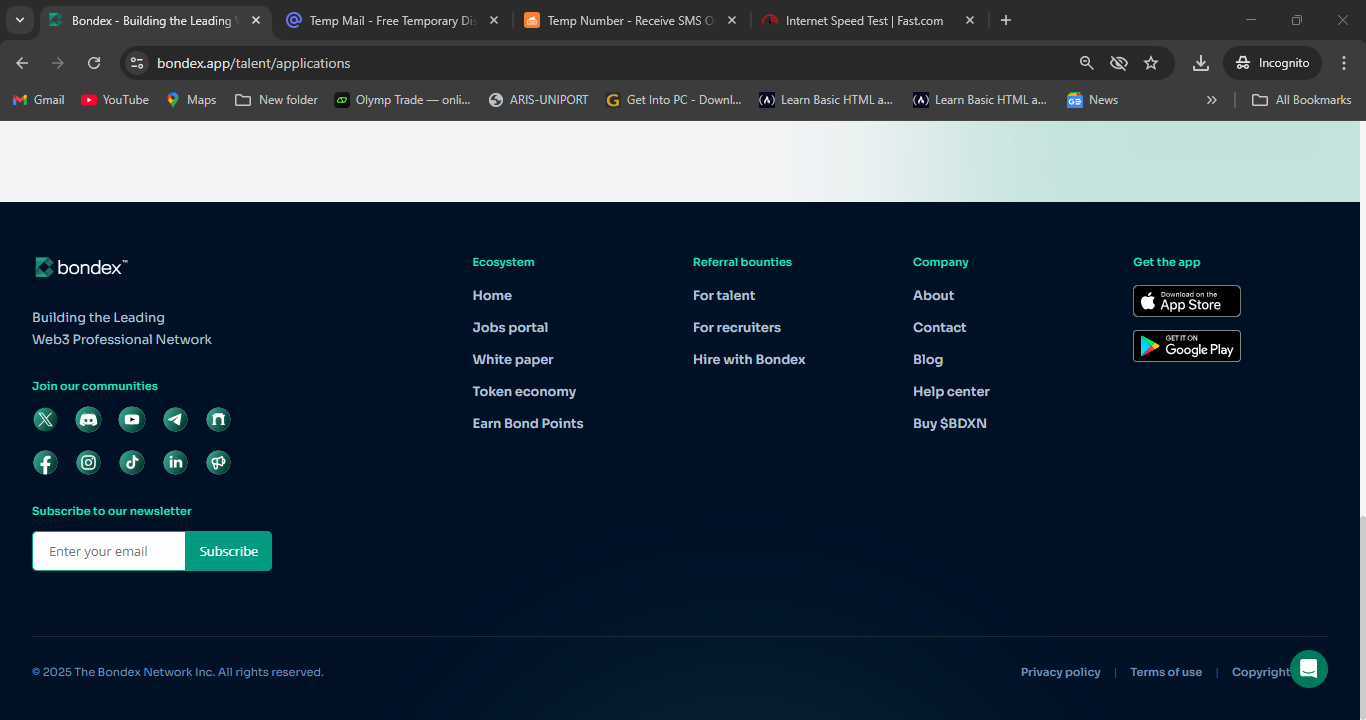 Bondex - Building the Leading
Temp Mail - Free Temporary Dis
Temp Number - Receive SMS O
Internet Speed Test | Fast.com
bondex.app/talent/applications
Incognito
Gmail
YouTube
Maps
New folder
Olymp Trade — onli...
ARIS-UNIPORT
Get Into PC - Downl...
Learn Basic HTML a...
Learn Basic HTML a...
News
All Bookmarks
bondex™
Building the Leading
Web3 Professional Network
Join our communities
Subscribe to our newsletter
Enter your email
Subscribe
Ecosystem
Home
Jobs portal
White paper
Token economy
Earn Bond Points
Referral bounties
For talent
For recruiters
Hire with Bondex
Company
About
Contact
Blog
Help center
Buy $BDXN
Get the app
Download on the
App Store
GET IT ON
Google Play
© 2025 The Bondex Network Inc. All rights reserved.
Privacy policy | Terms of use | Copyright